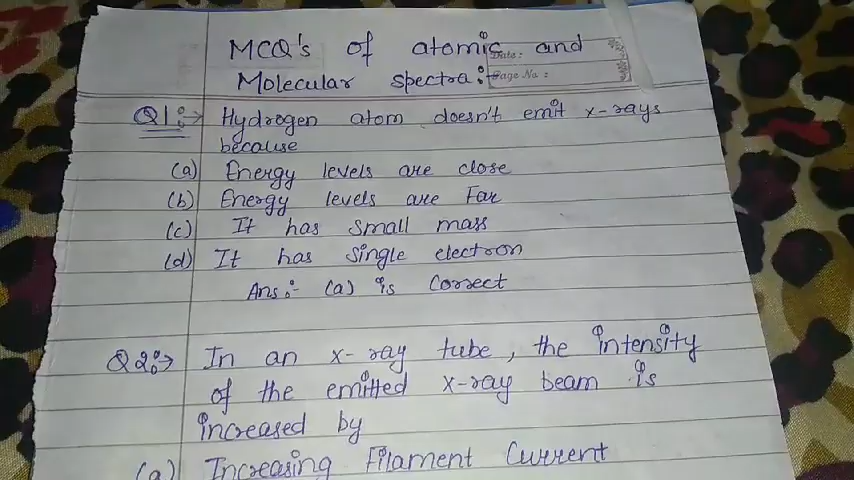 MCQ's of atomic and
Date:
Molecular spectra:-
Page No:
Q1:→ Hydrogen atom doesn't emit x-rays
because
(a) Energy levels are close
(b) Energy levels are Far
(c) It has small mass
(d) It has single electron
Ans:- (a) is Correct
Q2:→ In an x-ray tube, the intensity
of the emitted x-ray beam is
increased by
(a) Increasing Filament Current